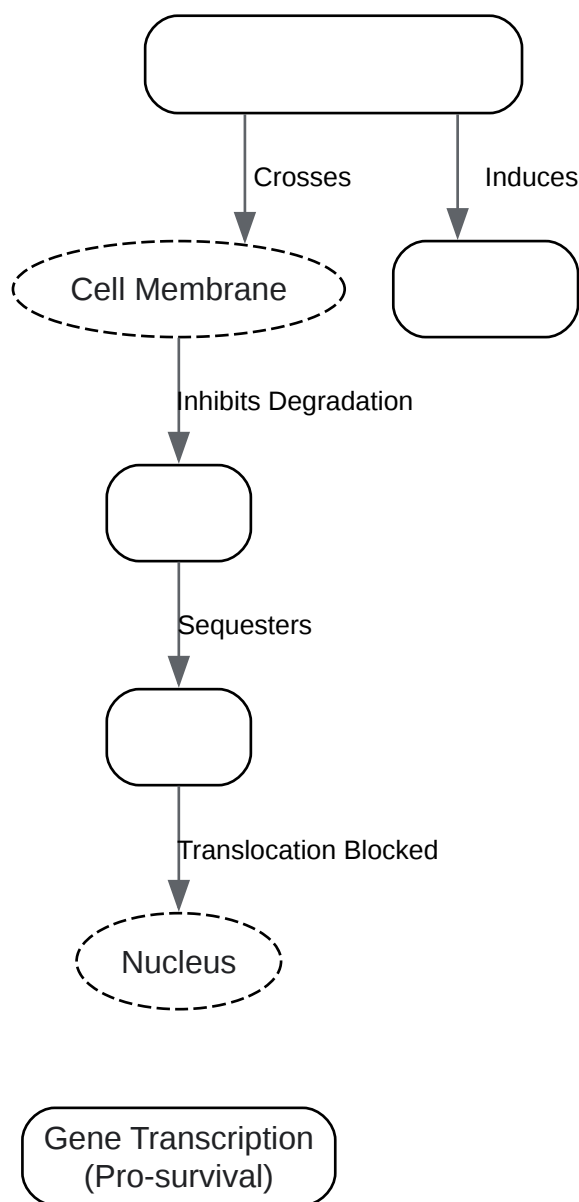 Crosses
Induces
Cell Membrane
Inhibits Degradation
Sequesters
Translocation Blocked
Nucleus
Gene Transcription
(Pro-survival)